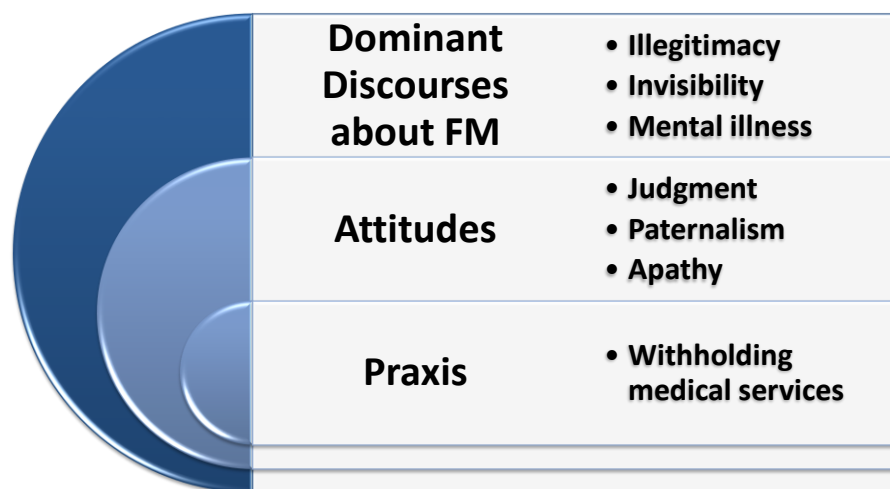 Dominant
Discourses
about FM
• Illegitimacy
• Invisibility
• Mental illness
Attitudes
• Judgment
• Paternalism
• Apathy
Praxis
• Withholding
medical services